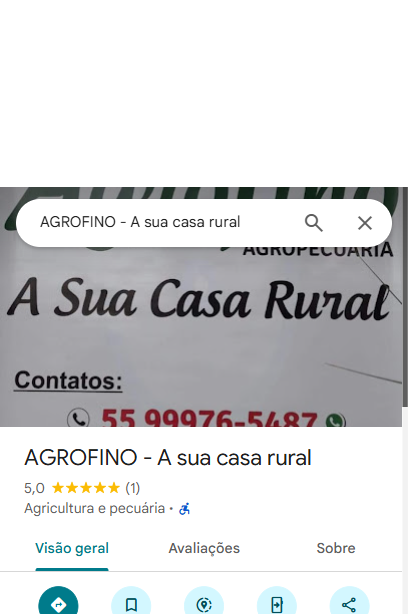 AGROFINO - A sua casa rural
AGROPECUÁRIA
A Sua Casa Rural
Contatos:
55 99976-5487
AGROFINO - A sua casa rural
5,0 (1)
Agricultura e pecuária ·
Visão geral Avaliações Sobre